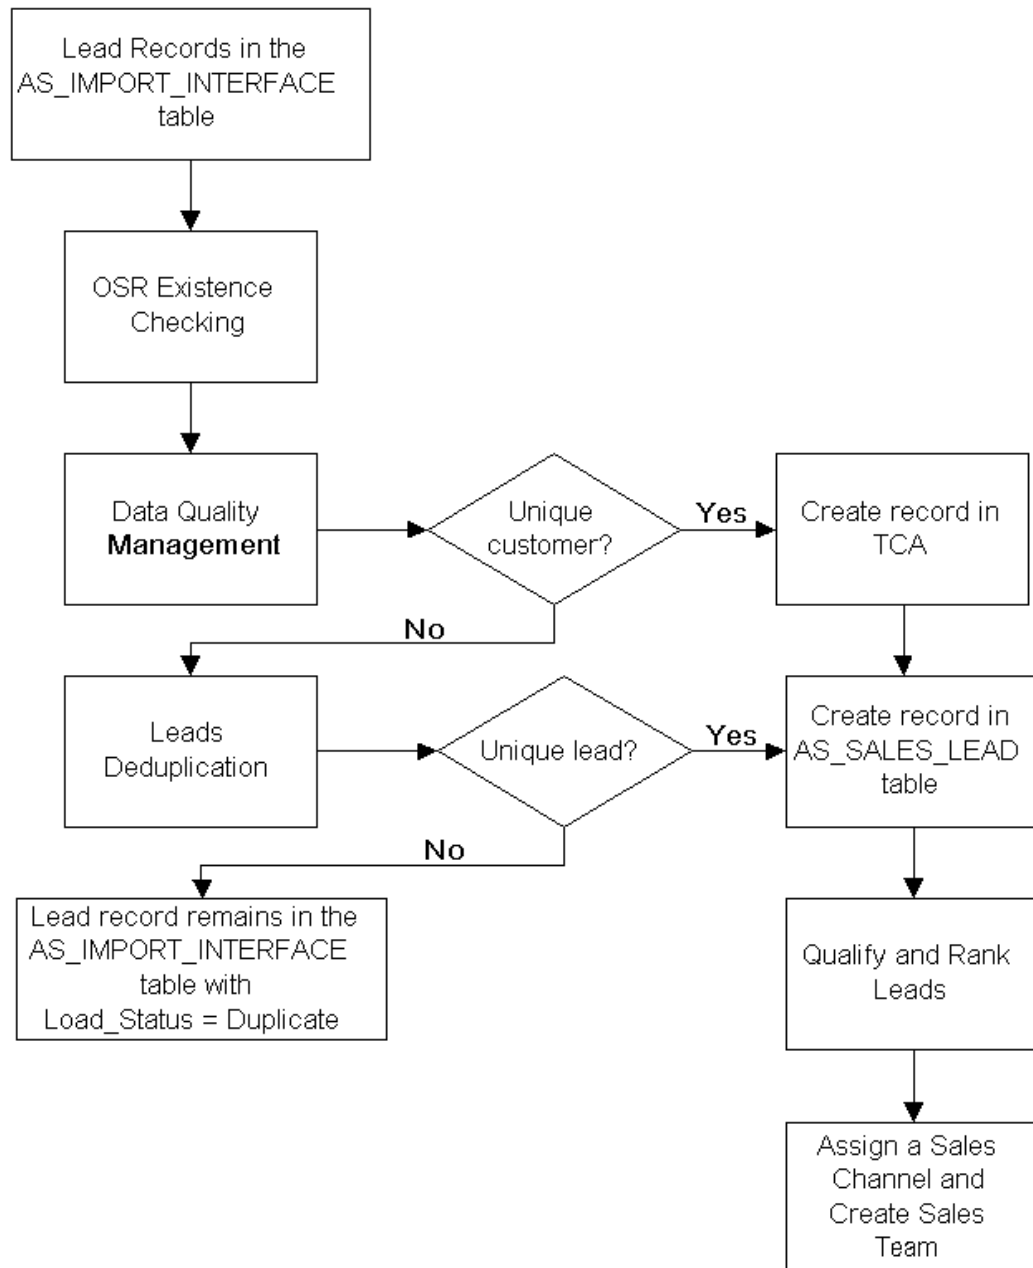 Lead Records in the
AS_IMPORT_INTERFACE
table
OSR Existence
Checking
Data Quality
Management
Unique
customer?
Yes
Create record in
TCA
No
Leads
Deduplication
Unique lead?
Yes
Create record in
AS_SALES_LEAD
table
No
Lead record remains in the
AS_IMPORT_INTERFACE
table with
Load_Status = Duplicate
Qualify and Rank
Leads
Assign a Sales
Channel and
Create Sales
Team